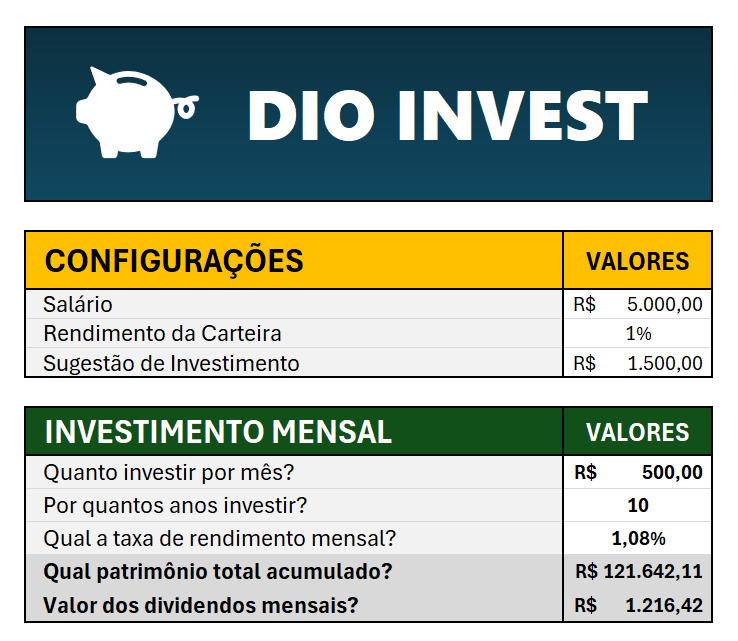 DIO INVEST
CONFIGURAÇÕES VALORES
Salário R$ 5.000,00
Rendimento da Carteira 1%
Sugestão de Investimento R$ 1.500,00
INVESTIMENTO MENSAL VALORES
Quanto investir por mês? R$ 500,00
Por quantos anos investir? 10
Qual a taxa de rendimento mensal? 1,08%
Qual patrimônio total acumulado? R$ 121.642,11
Valor dos dividendos mensais? R$ 1.216,42